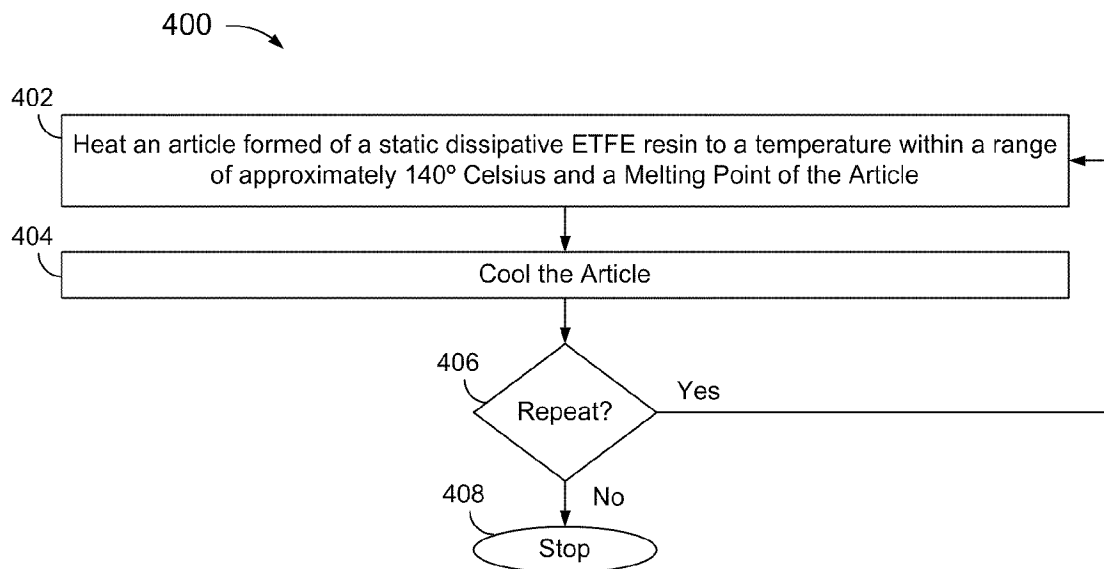 400
402
Heat an article formed of a static dissipative ETFE resin to a temperature within a range
of approximately 140º Celsius and a Melting Point of the Article
404
Cool the Article
406
Repeat?
Yes
No
408
Stop